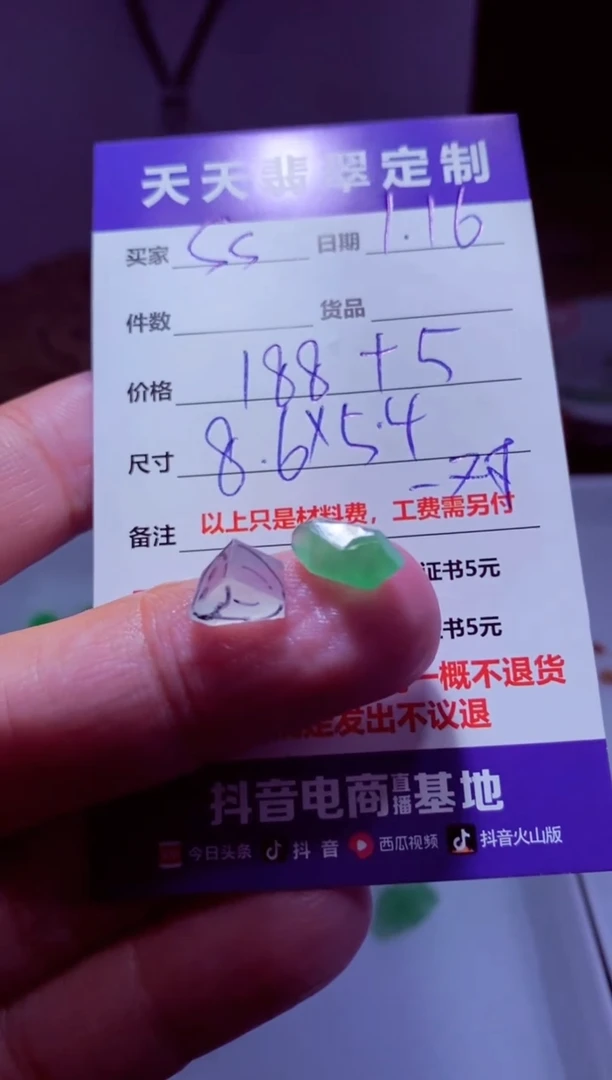 天天翡翠定制
买家 Ss 日期 1.16
件数 货品
价格 188+5
尺寸 8.6×5.4
一对
备注 以上只是材料费，工费需另付
证书5元
书5元
一概不退货
是发出不议退
抖音电商直播基地
今日头条 抖音 西瓜视频 抖音火山版